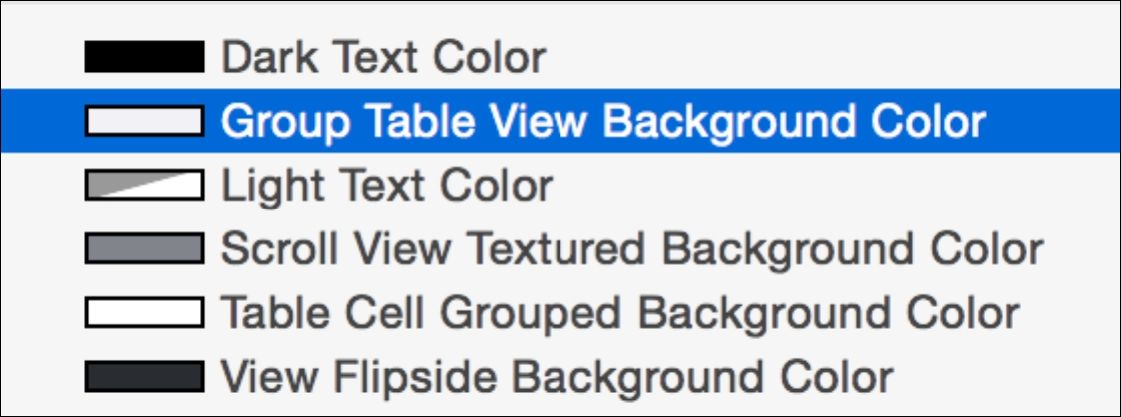 Dark Text Color
Group Table View Background Color
Light Text Color
Scroll View Textured Background Color
Table Cell Grouped Background Color
View Flipside Background Color